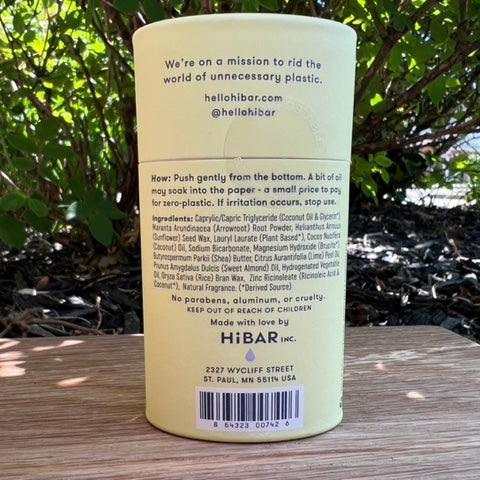 We're on a mission to rid the
world of unnecessary plastic.
hellohibar.com
@hellohibar
How: Push gently from the bottom. A bit of oil
may soak into the paper - a small price to pay
for zero-plastic. If irritation occurs, stop use.
Ingredients: Caprylic/Capric Triglyceride (Coconut Oil & Glycerin*),
Maranta Arundinacea (Arrowroot) Root Powder, Helianthus Annuus
(Sunflower) Seed Wax, Lauryl Laurate (Plant Based*), Cocos Nucifera
(Coconut) Oil, Sodium Bicarbonate, Magnesium Hydroxide (Brucite*),
Butyrospermum Parkii (Shea) Butter, Citrus Aurantifolia (Lime) Peel Oil,
Prunus Amygdalus Dulcis (Sweet Almond) Oil, Hydrogenated Vegetable
Oil, Oryza Sativa (Rice) Bran Wax, Zinc Ricinoleate (Ricinoleic Acid &
Coconut*), Natural Fragrance. (*Derived Source)
No parabens, aluminum, or cruelty.
KEEP OUT OF REACH OF CHILDREN
Made with love by
HiBAR INC.
2327 WYCLIFF STREET
ST. PAUL, MN 55114 USA
8 54323 00742 6